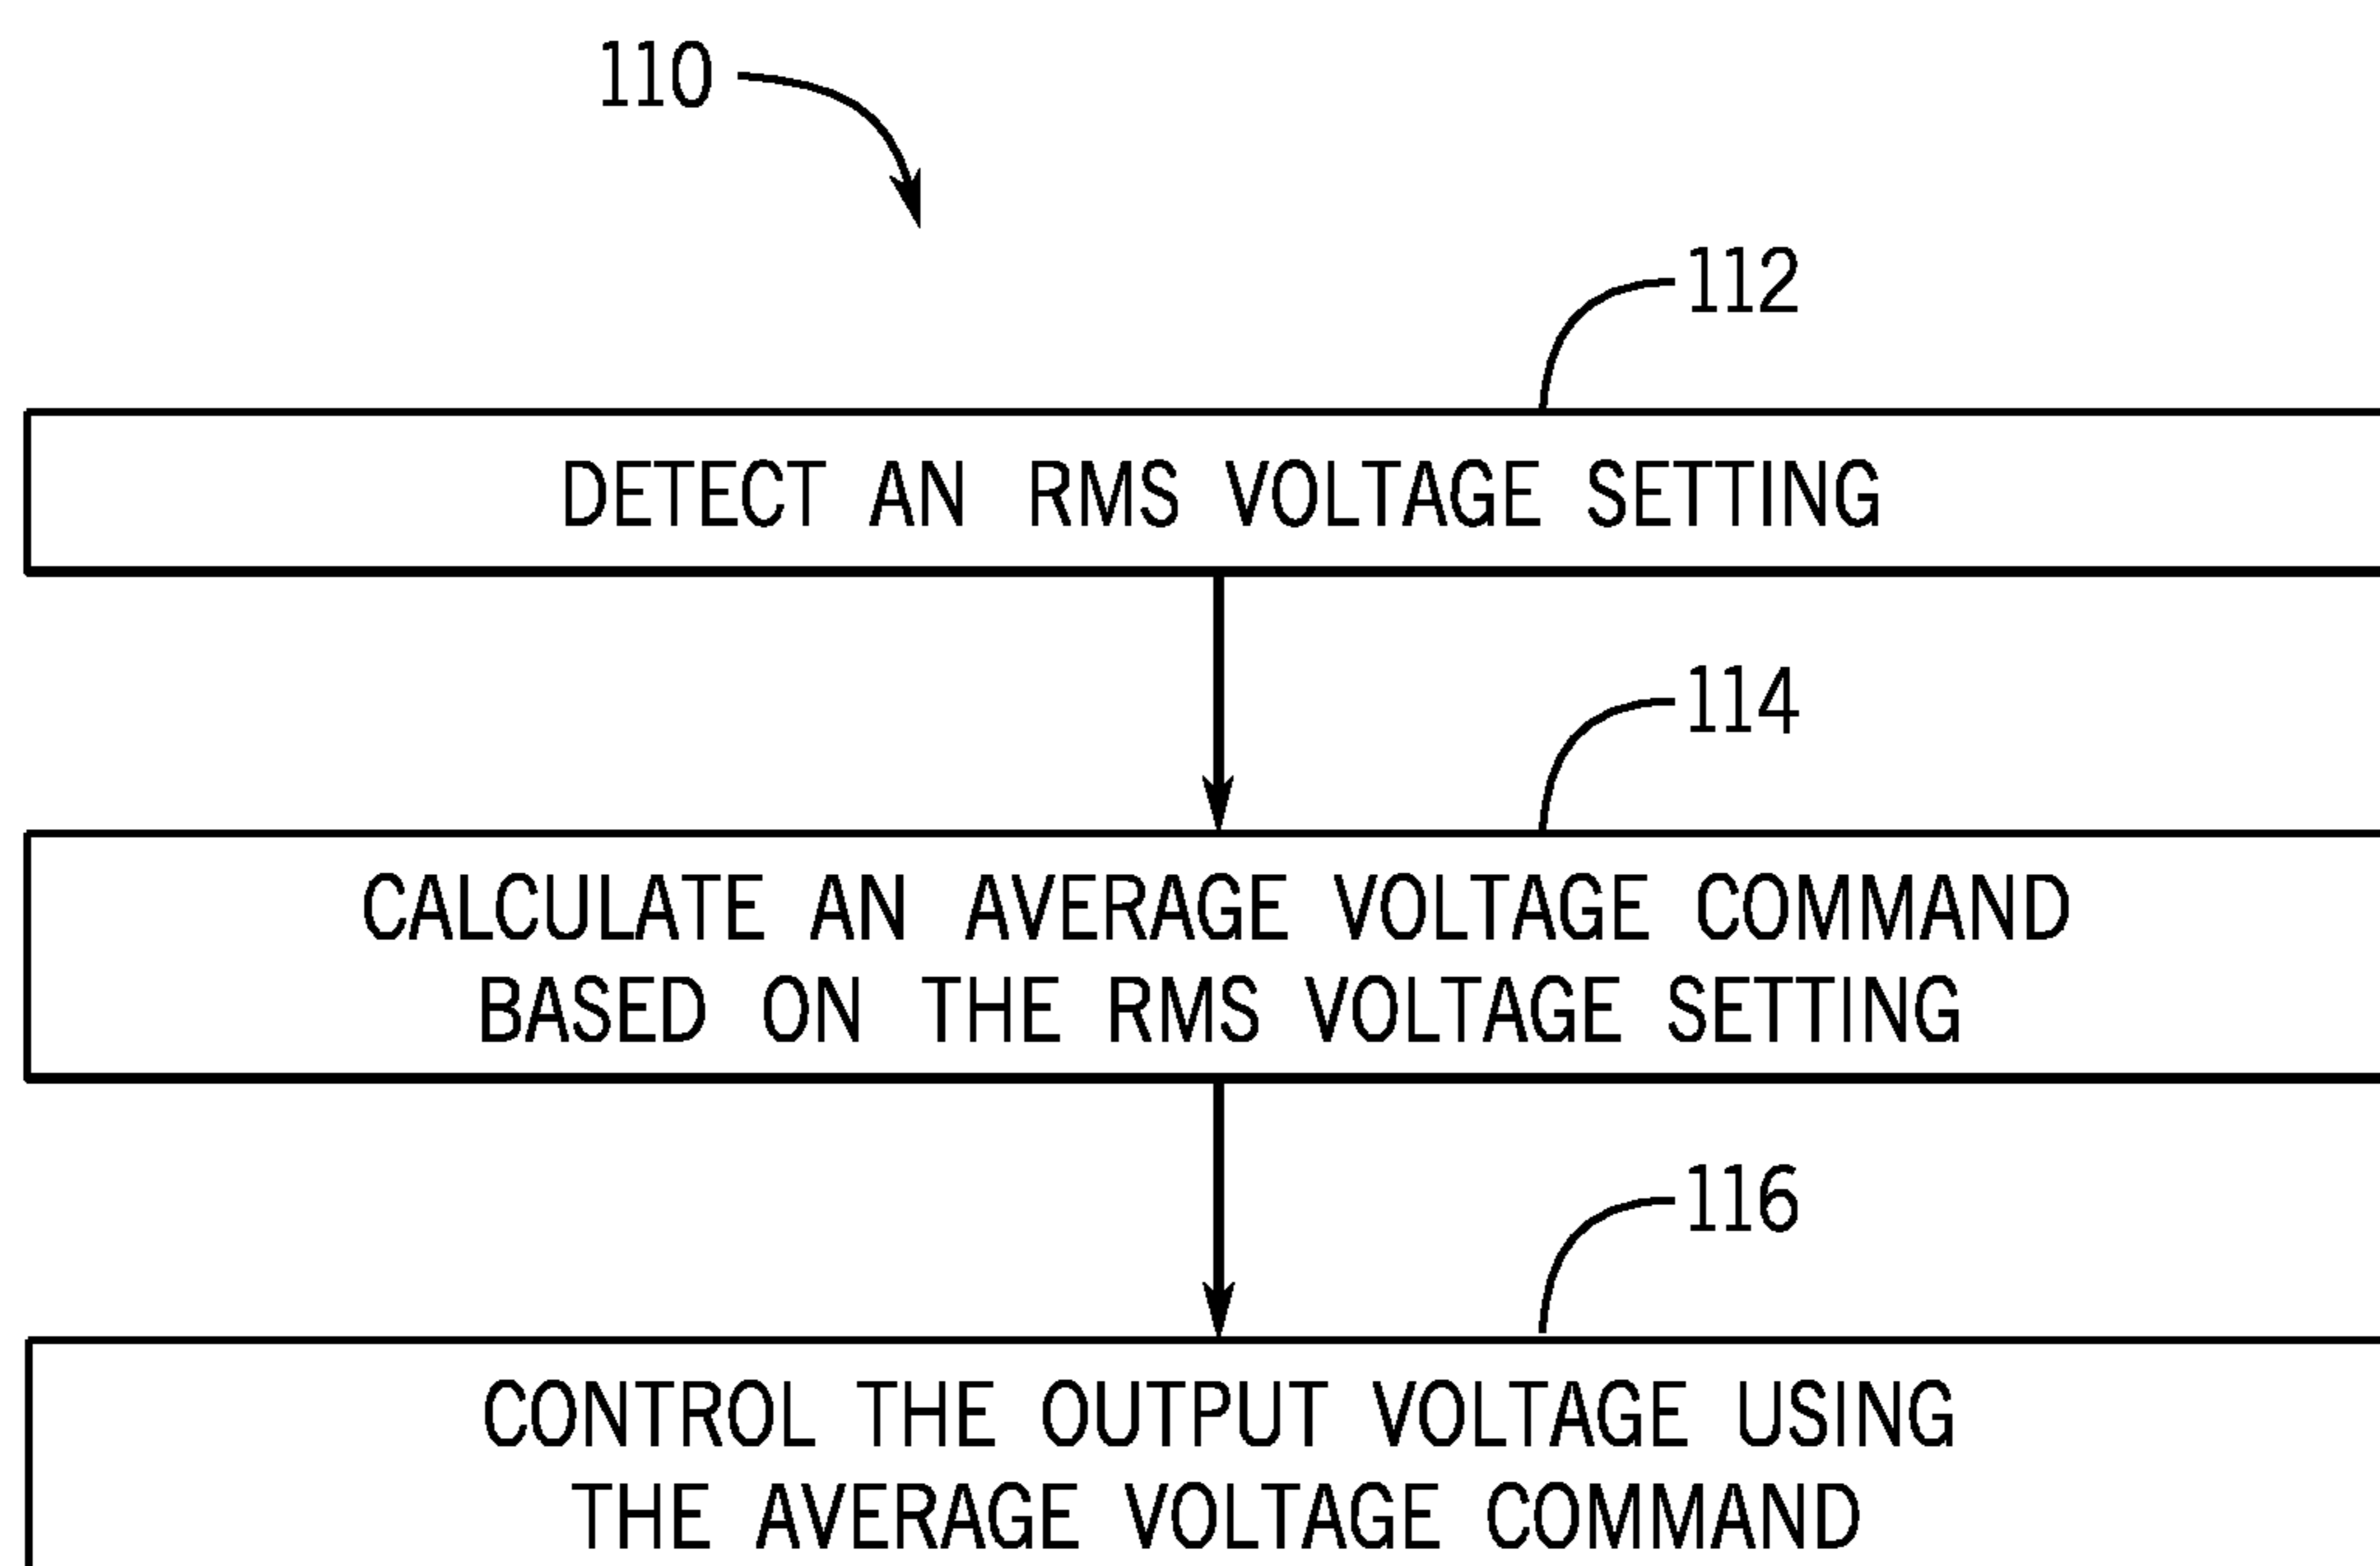 110
112
DETECT AN RMS VOLTAGE SETTING
114
CALCULATE AN AVERAGE VOLTAGE COMMAND
BASED ON THE RMS VOLTAGE SETTING
116
CONTROL THE OUTPUT VOLTAGE USING
THE AVERAGE VOLTAGE COMMAND